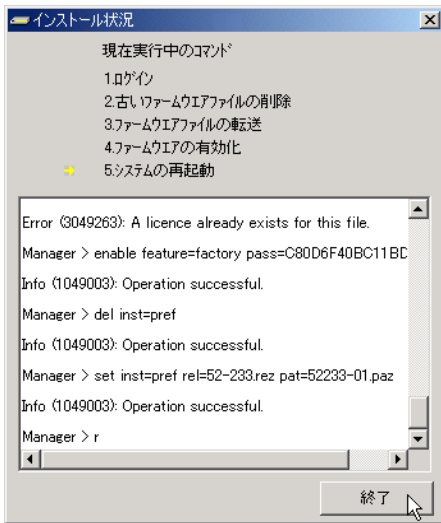 インストール状況
現在実行中のコマンド
1.ログイン
2.古いファームウエアファイルの削除
3.ファームウエアファイルの転送
4.ファームウエアの有効化
5.システムの再起動
Error (3049263): A licence already exists for this file.
Manager > enable feature=factory pass=C80D6F40BC11BD
Info (1049003): Operation successful.
Manager > del inst=pref
Info (1049003): Operation successful.
Manager > set inst=pref rel=52-233.rez pat=52233-01.paz
Info (1049003): Operation successful.
Manager > r
終了